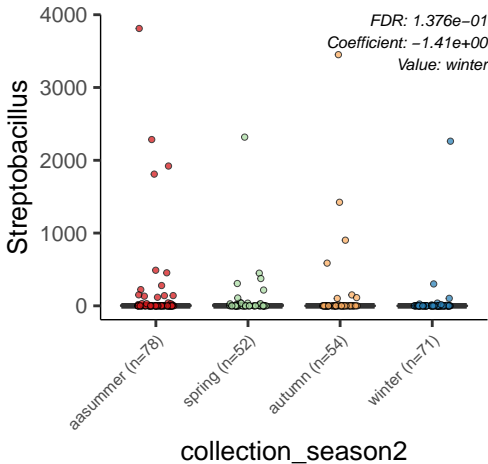 FDR: 1.376e−01
Coefficient: −1.41e+00
Value: winter
4000
3000
2000
1000
0
Streptobacillus
aasummer (n=78)
spring (n=52)
autumn (n=54)
winter (n=71)
collection_season2